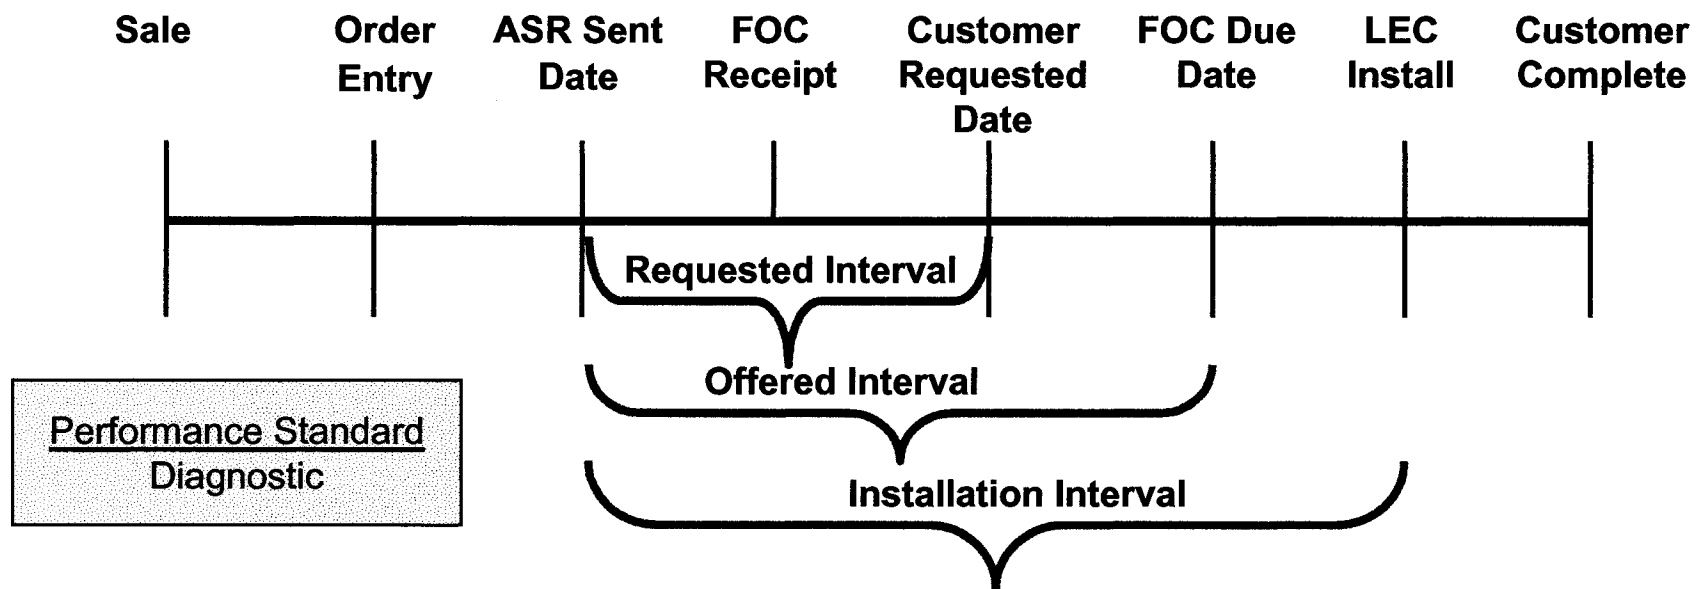 Sale
Order
Entry
ASR Sent
Date
FOC
Receipt
Customer
Requested
Date
FOC Due
Date
LEC
Install
Customer
Complete
Requested Interval
Offered Interval
Performance Standard
Diagnostic
Installation Interval